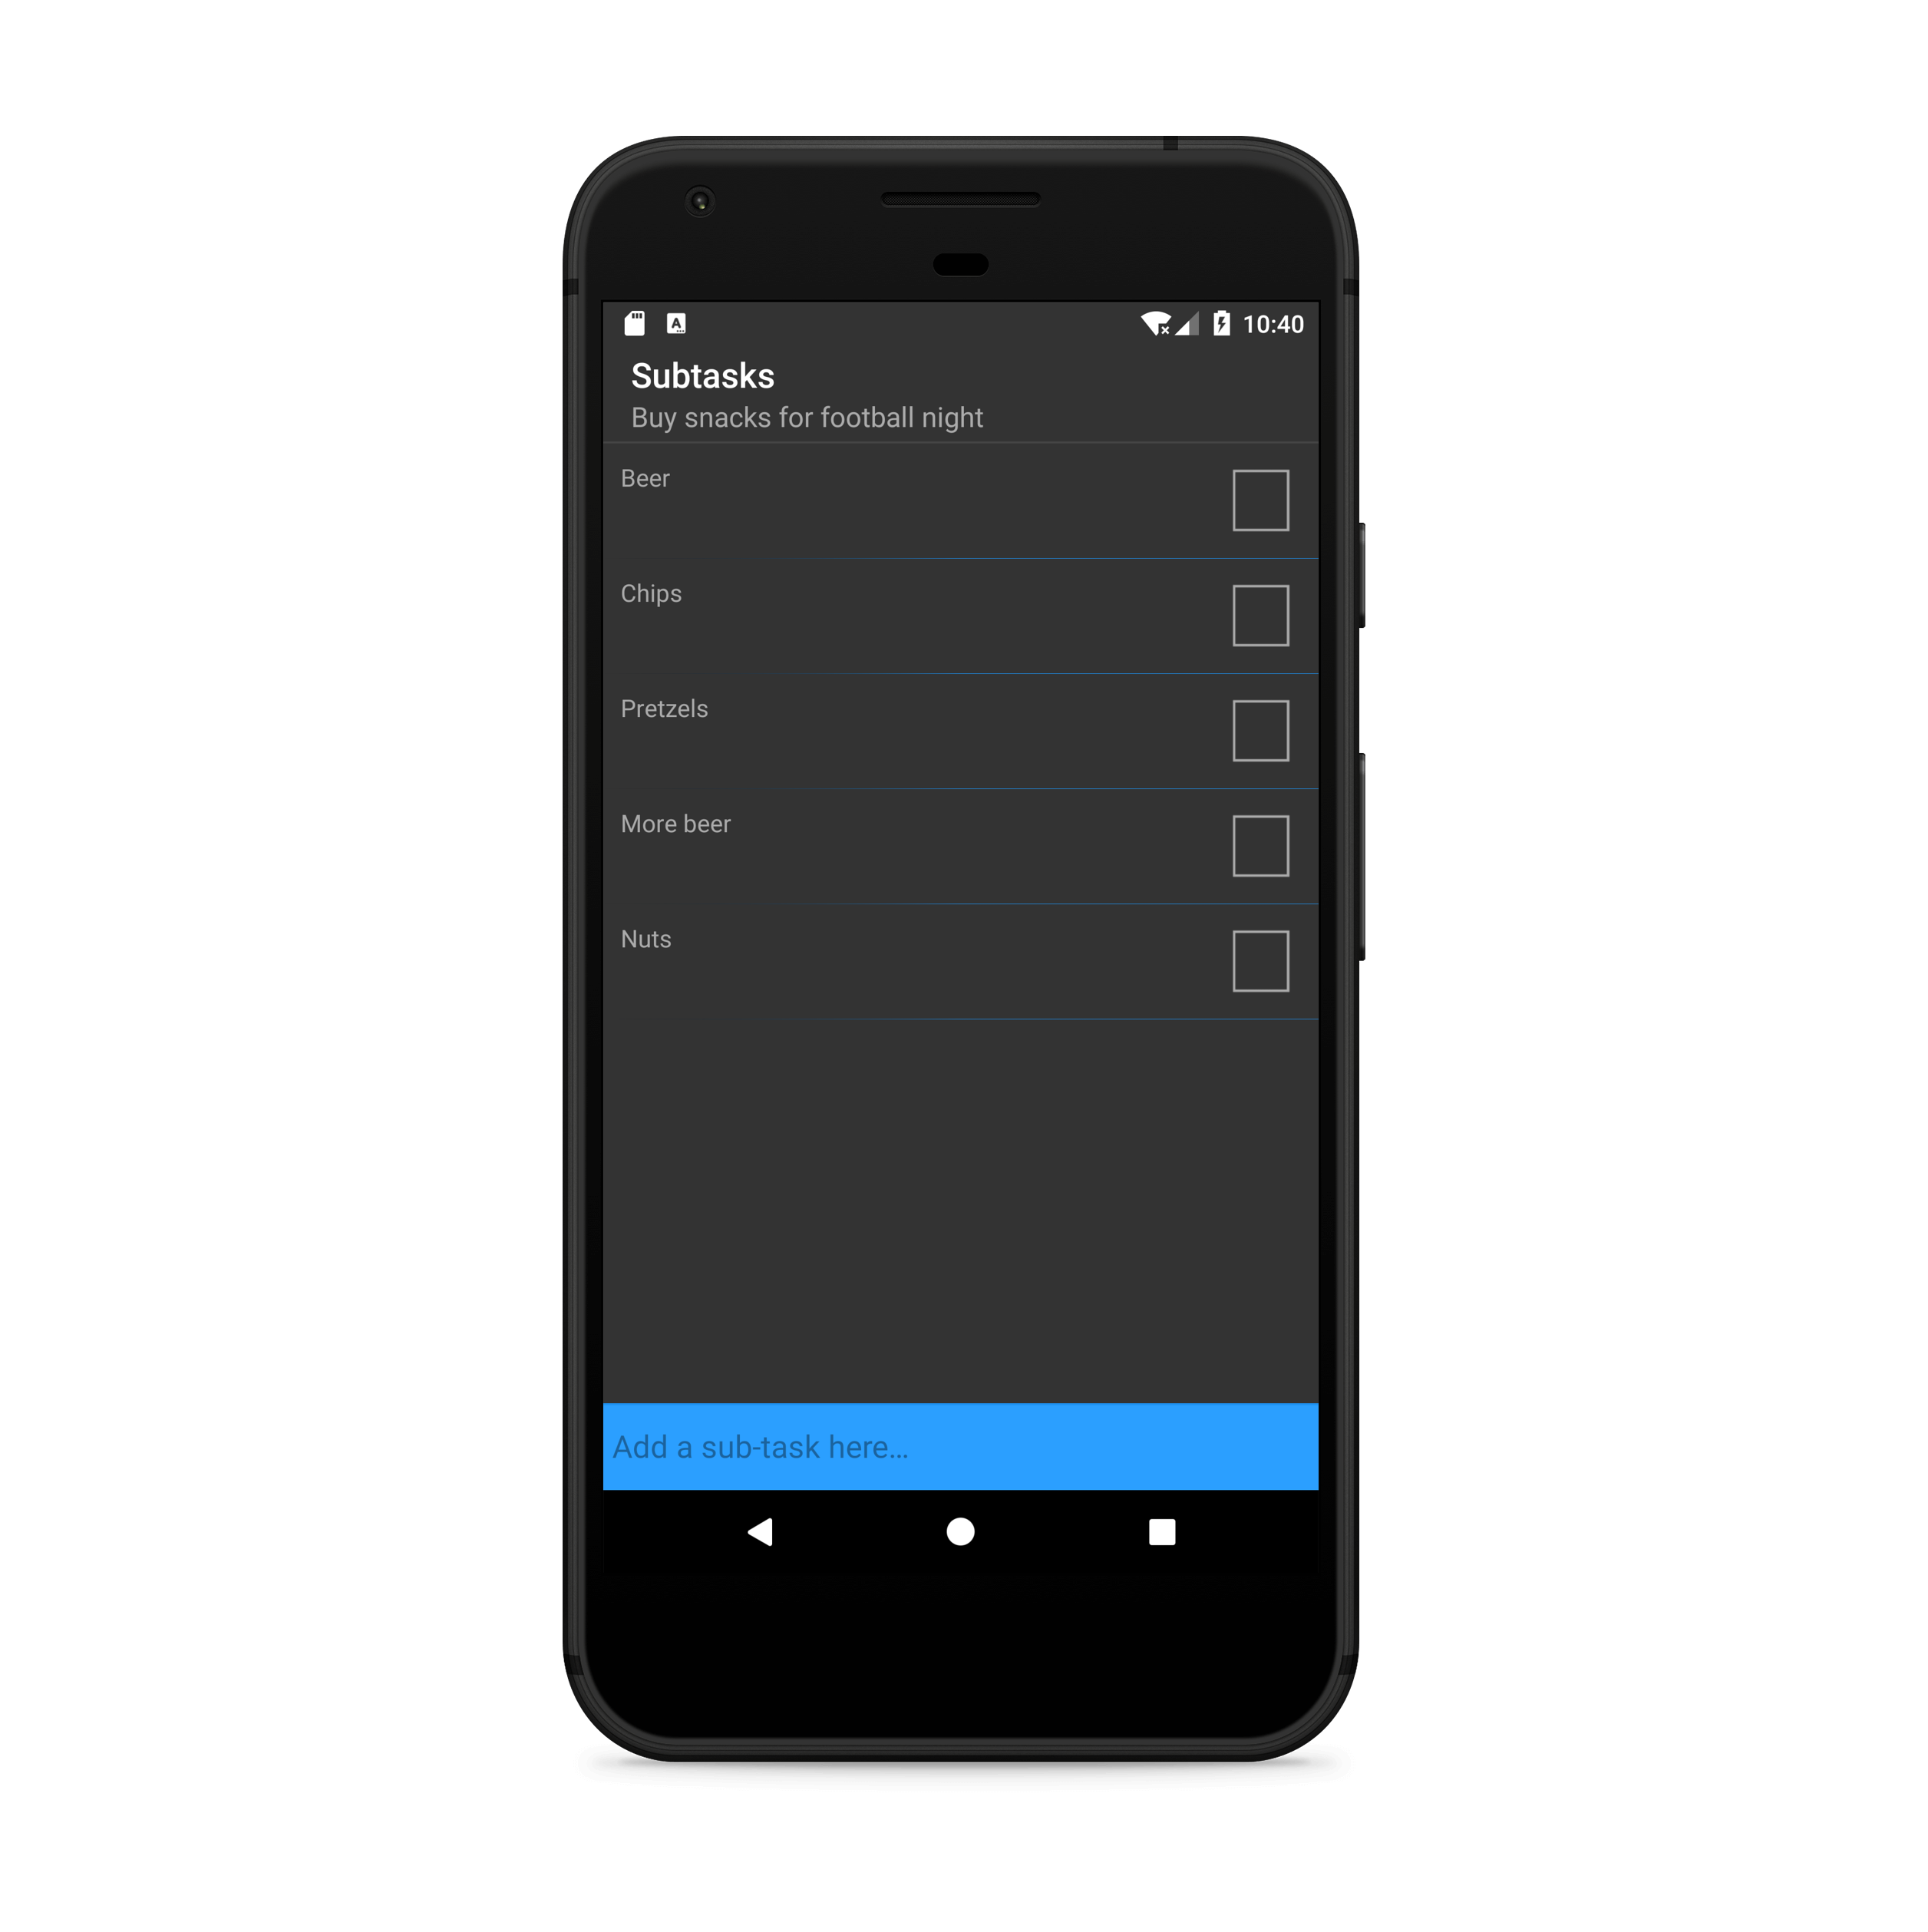 10:40
Subtasks
Buy snacks for football night
Beer
Chips
Pretzels
More beer
Nuts
Add a sub-task here...